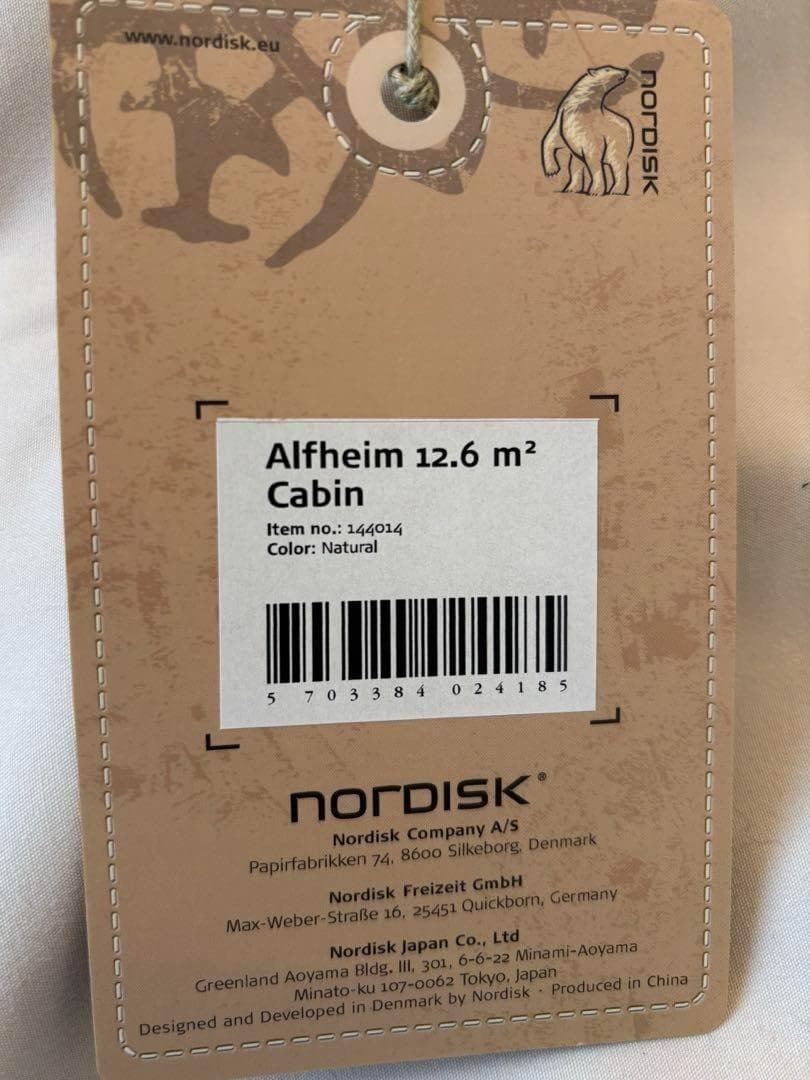 www.nordisk.eu
NORDISK
Alfheim 12.6 m²
Cabin
Item no.: 144014
Color: Natural
5 703384 024185
NORDISK®
Nordisk Company A/S
Papirfabrikken 74, 8600 Silkeborg, Denmark
Nordisk Freizeit GmbH
Max-Weber-Straße 16, 25451 Quickborn, Germany
Nordisk Japan Co., Ltd
Greenland Aoyama Bldg. III, 301, 6-6-22 Minami-Aoyama
Minato-ku 107-0062 Tokyo, Japan
Designed and Developed in Denmark by Nordisk · Produced in China